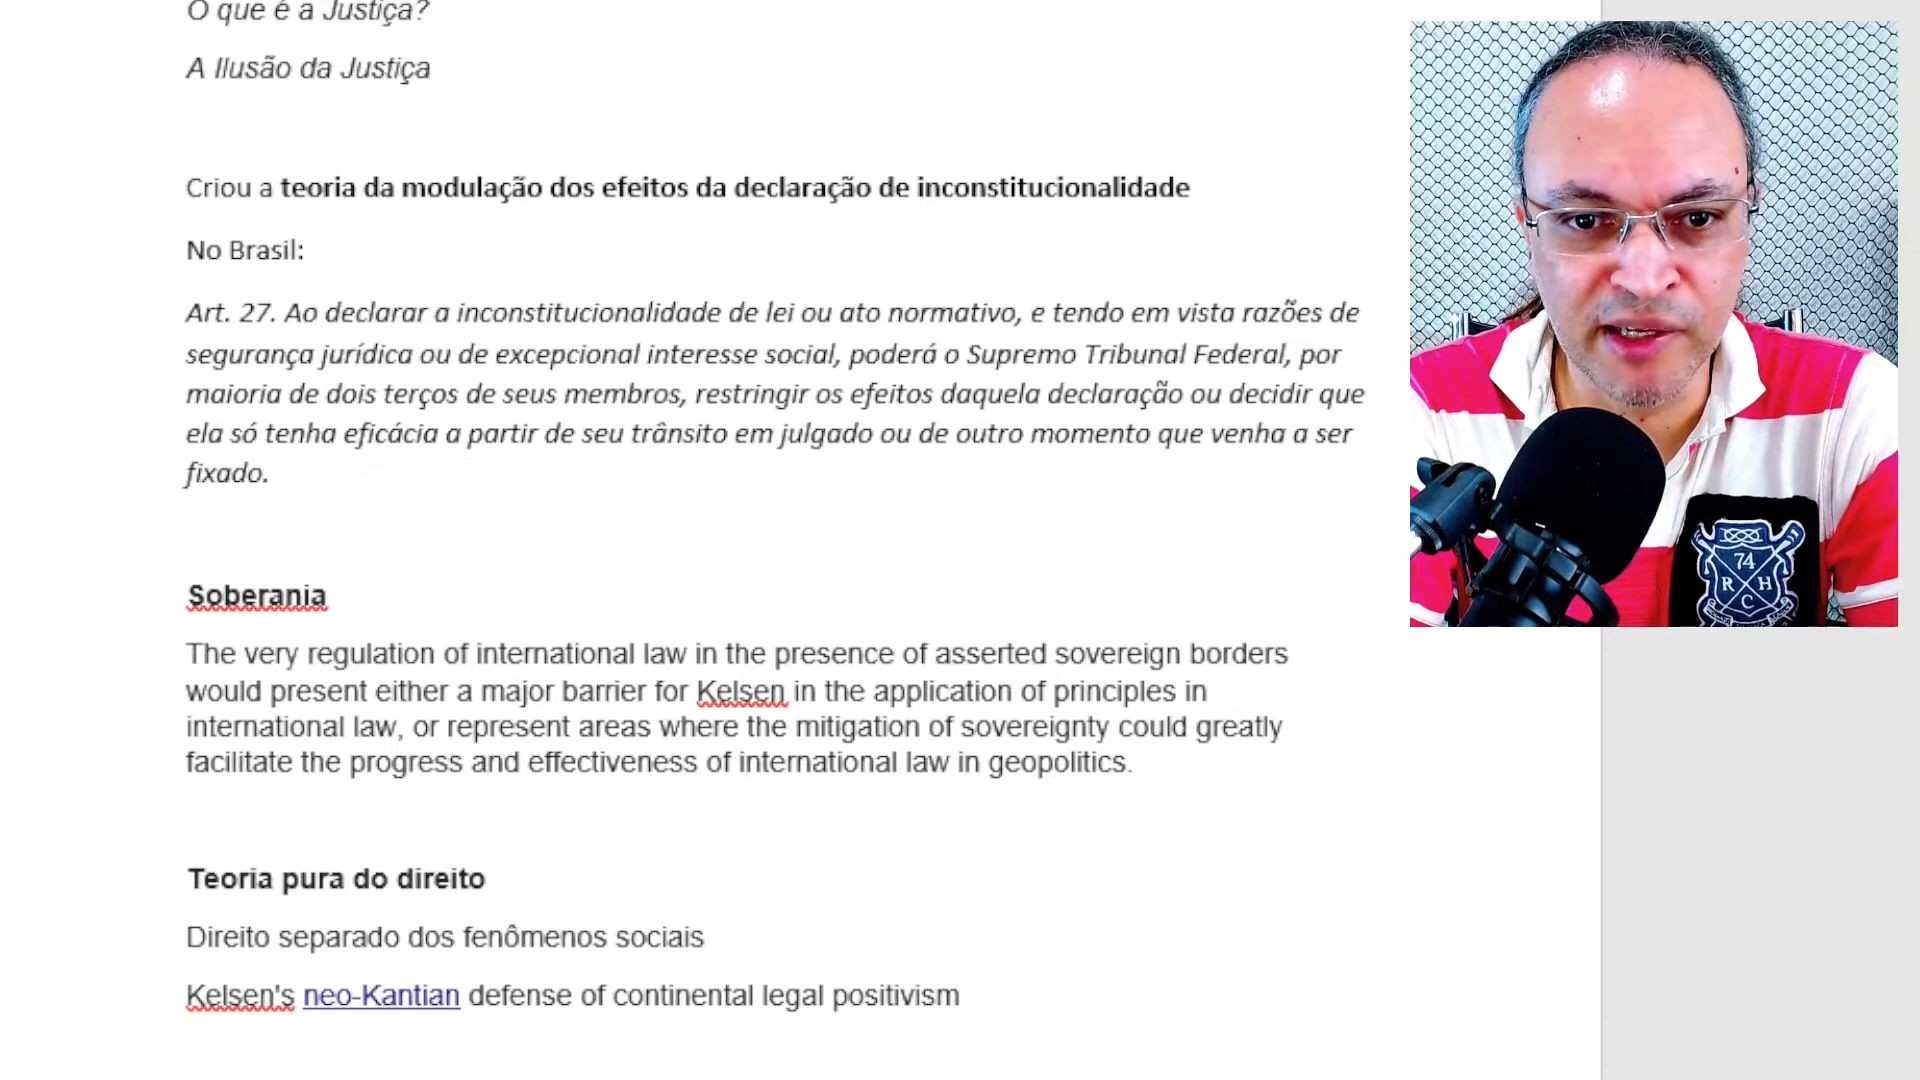 O que é a Justiça?
A Ilusão da Justiça
Criou a teoria da modulação dos efeitos da declaração de inconstitucionalidade
No Brasil:
Art. 27. Ao declarar a inconstitucionalidade de lei ou ato normativo, e tendo em vista razões de
segurança jurídica ou de excepcional interesse social, poderá o Supremo Tribunal Federal, por
maioria de dois terços de seus membros, restringir os efeitos daquela declaração ou decidir que
ela só tenha eficácia a partir de seu trânsito em julgado ou de outro momento que venha a ser
fixado.
Soberania
The very regulation of international law in the presence of asserted sovereign borders
would present either a major barrier for Kelsen in the application of principles in
international law, or represent areas where the mitigation of sovereignty could greatly
facilitate the progress and effectiveness of international law in geopolitics.
Teoria pura do direito
Direito separado dos fenômenos sociais
Kelsen's neo-Kantian defense of continental legal positivism
74
R H
C